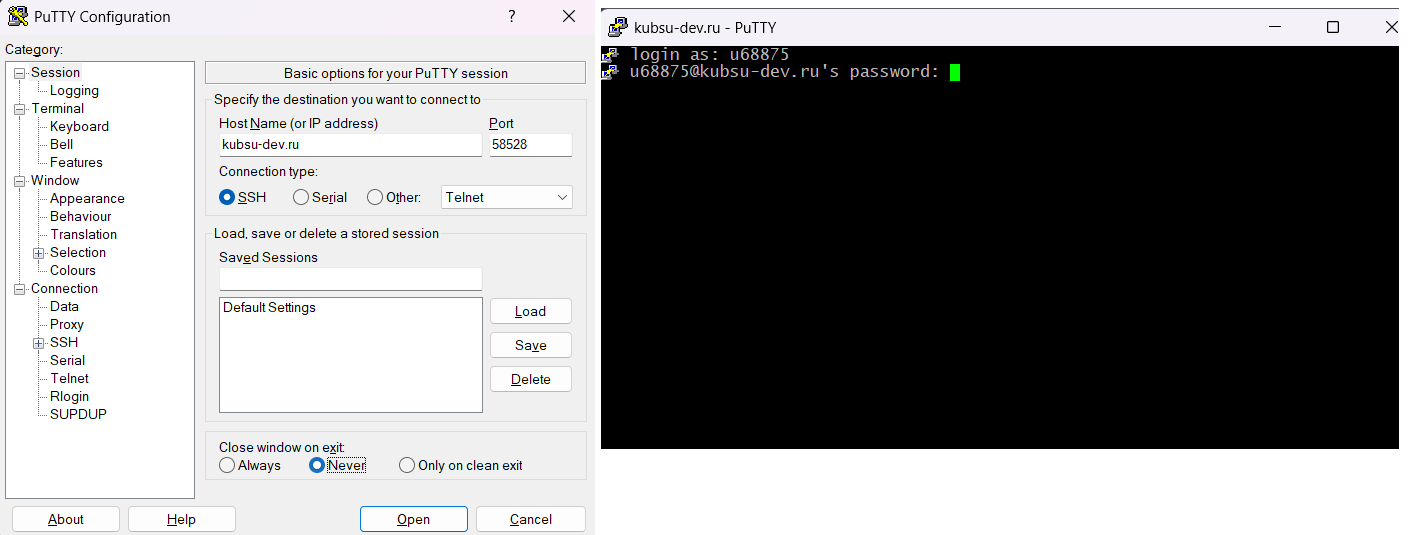 PuTTY Configuration
Category:
Session
Logging
Terminal
Keyboard
Bell
Features
Window
Appearance
Behaviour
Translation
Selection
Colours
Connection
Data
Proxy
SSH
Serial
Telnet
Rlogin
SUPDUP
Basic options for your PuTTY session
Specify the destination you want to connect to
Host Name (or IP address) Port
kubsu-dev.ru 58528
Connection type:
SSH Serial Other: Telnet
Load, save or delete a stored session
Saved Sessions
Default Settings
Load
Save
Delete
Close window on exit:
Always Never Only on clean exit
About Help Open Cancel
kubsu-dev.ru - PuTTY
login as: u68875
u68875@kubsu-dev.ru's password: